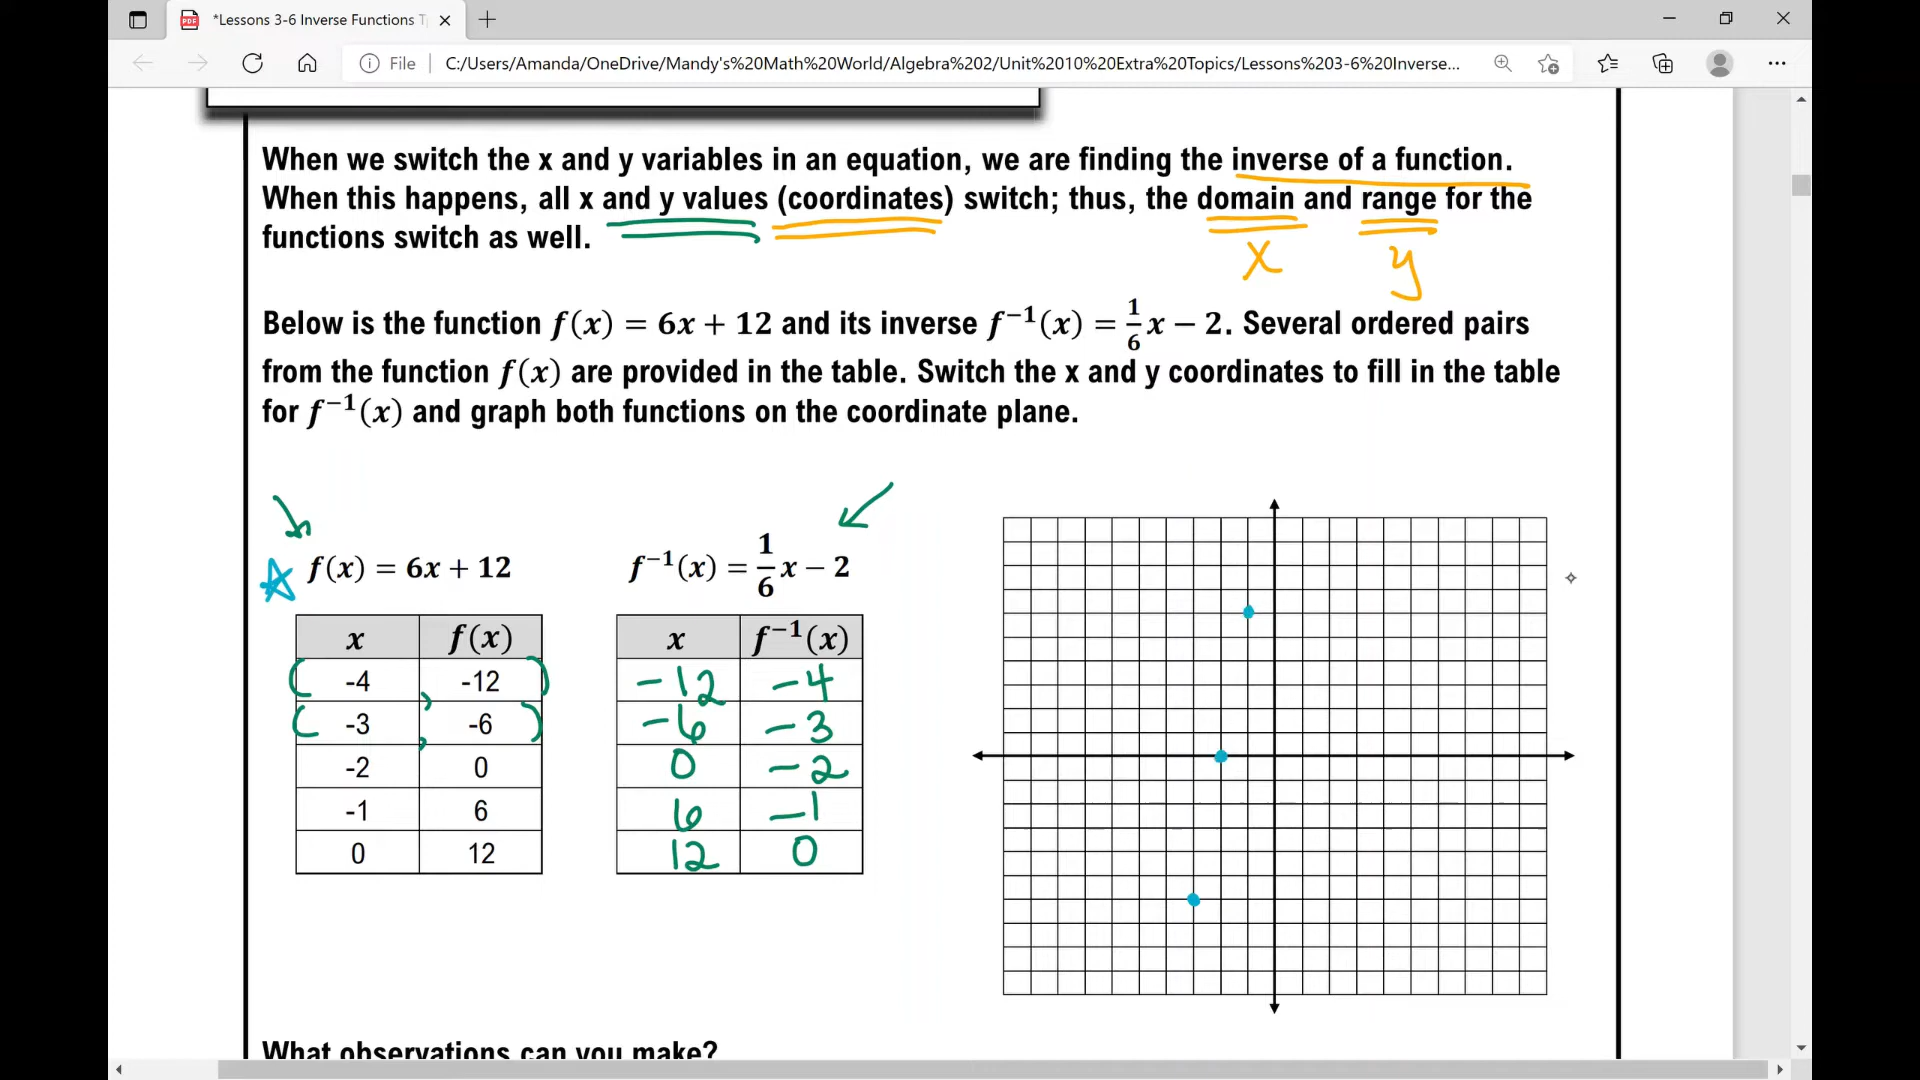 *Lessons 3-6 Inverse Functions T
File C:/Users/Amanda/OneDrive/Mandy's%20Math%20World/Algebra%202/Unit%2010%20Extra%20Topics/Lessons%203-6%20Inverse...
When we switch the x and y variables in an equation, we are finding the inverse of a function.
When this happens, all x and y values (coordinates) switch; thus, the domain and range for the
functions switch as well.
x y
Below is the function f(x) = 6x + 12 and its inverse f⁻¹(x) = 1/6 x − 2. Several ordered pairs
from the function f(x) are provided in the table. Switch the x and y coordinates to fill in the table
for f⁻¹(x) and graph both functions on the coordinate plane.
f(x) = 6x + 12 f⁻¹(x) = 1/6 x − 2
x f(x) x f⁻¹(x)
(-4 , -12) -12 -4
(-3 , -6) -6 -3
-2 0 0 -2
-1 6 6 -1
0 12 12 0
What observations can you make?